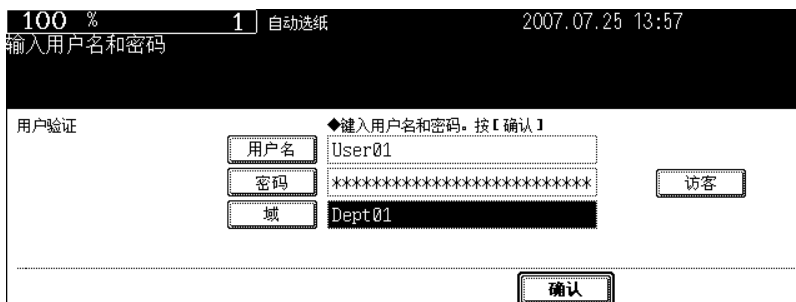 100 % 1 自动选纸 2007.07.25 13:57
输入用户名和密码
用户验证 ◆键入用户名和密码。按【确认】
用户名 User01
密码 ************************** 访客
域 Dept01
确认